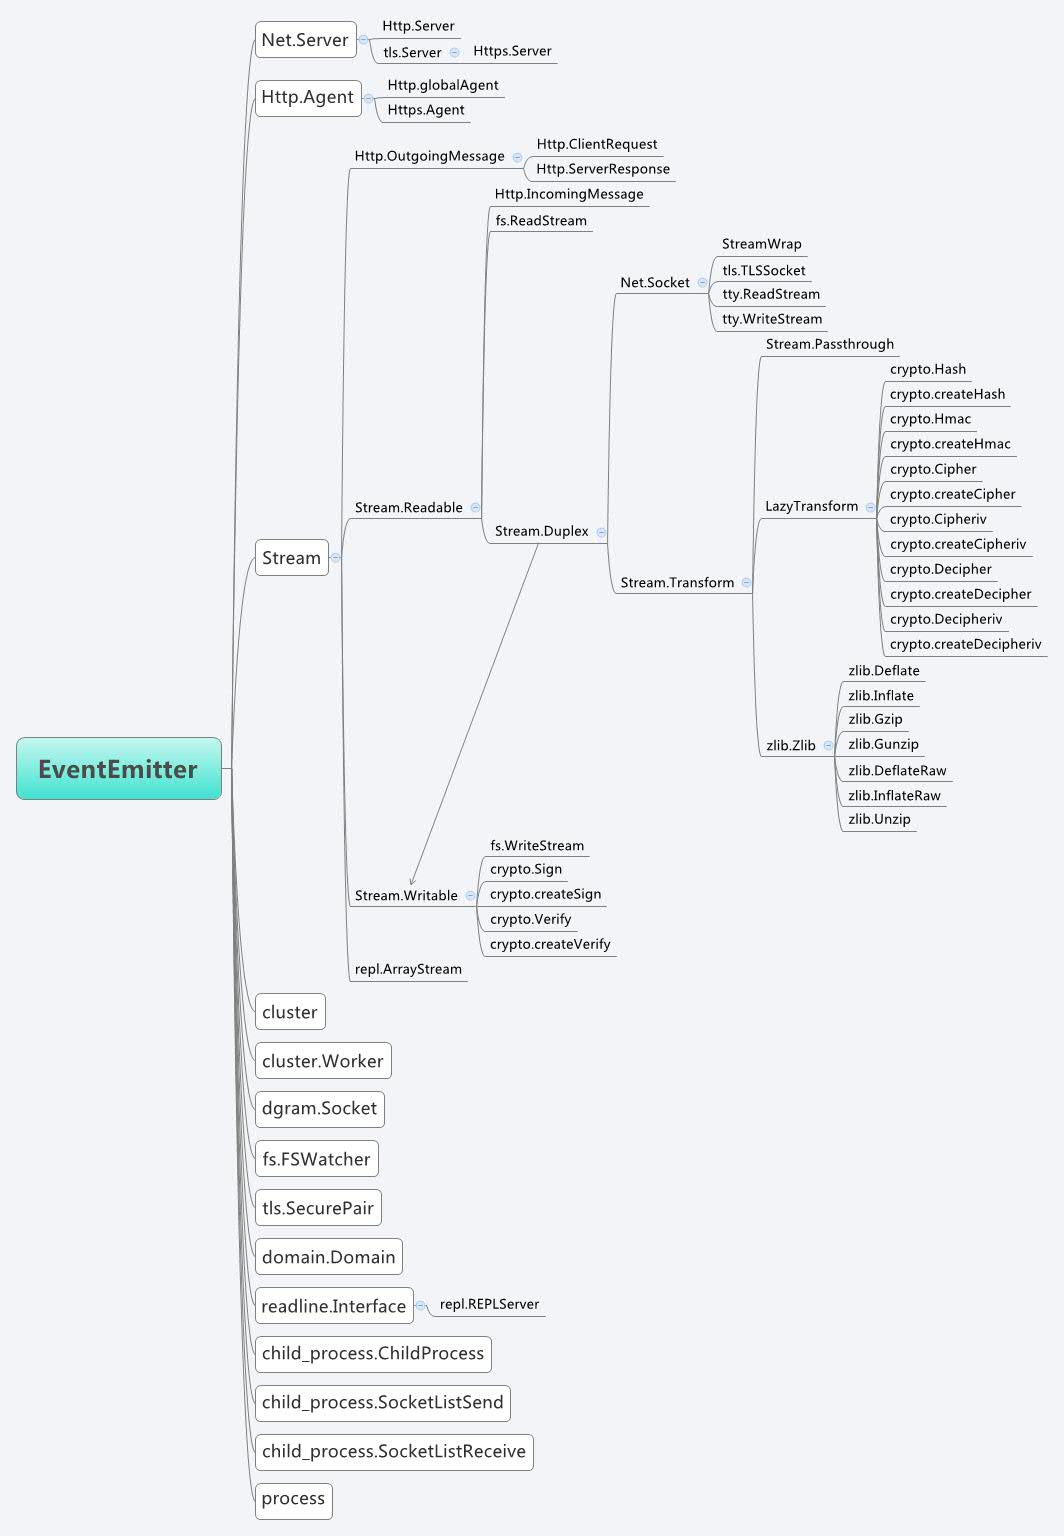 Net.Server
Http.Server
tls.Server
Https.Server
Http.Agent
Http.globalAgent
Https.Agent
Http.OutgoingMessage
Http.ClientRequest
Http.ServerResponse
Http.IncomingMessage
fs.ReadStream
StreamWrap
Net.Socket
tls.TLSSocket
tty.ReadStream
tty.WriteStream
Stream.Passthrough
crypto.Hash
crypto.createHash
crypto.Hmac
crypto.createHmac
crypto.Cipher
crypto.createCipher
Stream.Readable
LazyTransform
crypto.Cipheriv
Stream.Duplex
crypto.createCipheriv
Stream
crypto.Decipher
Stream.Transform
crypto.createDecipher
crypto.Decipheriv
crypto.createDecipheriv
zlib.Deflate
zlib.Inflate
zlib.Gzip
zlib.Zlib
zlib.Gunzip
EventEmitter
zlib.DeflateRaw
zlib.InflateRaw
zlib.Unzip
fs.WriteStream
crypto.Sign
Stream.Writable
crypto.createSign
crypto.Verify
crypto.createVerify
repl.ArrayStream
cluster
cluster.Worker
dgram.Socket
fs.FSWatcher
tls.SecurePair
domain.Domain
readline.Interface
repl.REPLServer
child_process.ChildProcess
child_process.SocketListSend
child_process.SocketListReceive
process